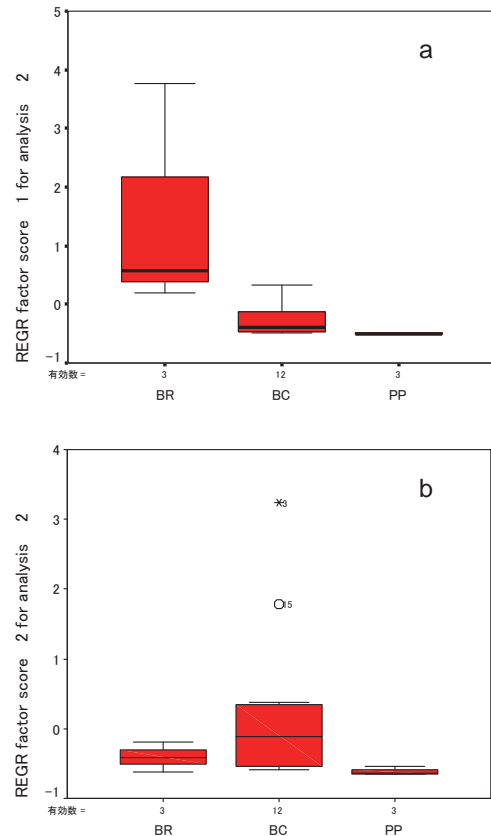 a
REGR factor score 1 for analysis 2
5
4
3
2
1
0
-1
有効数 = 3 12 3
BR BC PP
b
REGR factor score 2 for analysis 2
4
3
2
1
0
-1
3
15
有効数 = 3 12 3
BR BC PP